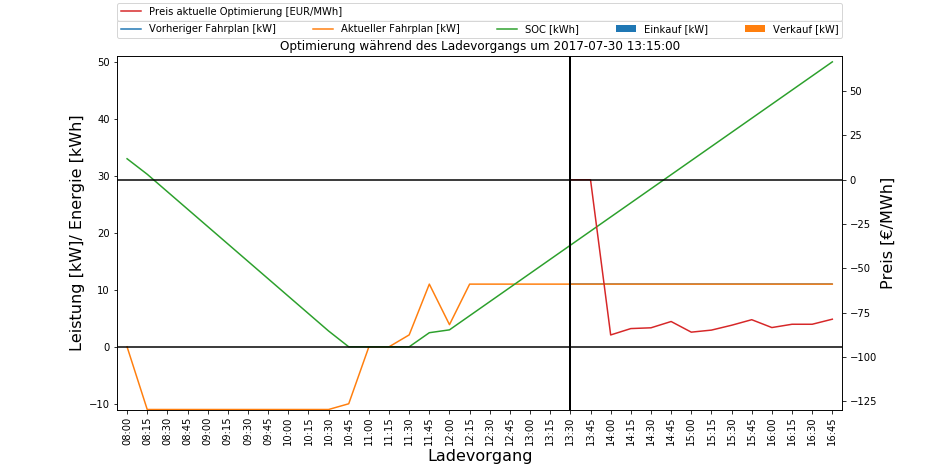 Preis aktuelle Optimierung [EUR/MWh]
Vorheriger Fahrplan [kW] Aktueller Fahrplan [kW] SOC [kWh] Einkauf [kW] Verkauf [kW]
Optimierung während des Ladevorgangs um 2017-07-30 13:15:00
Leistung [kW]/ Energie [kWh]
50
40
30
20
10
0
−10
50
25
0
−25
−50
−75
−100
−125
Preis [€/MWh]
08:00 08:15 08:30 08:45 09:00 09:15 09:30 09:45 10:00 10:15 10:30 10:45 11:00 11:15 11:30 11:45 12:00 12:15 12:30 12:45 13:00 13:15 13:30 13:45 14:00 14:15 14:30 14:45 15:00 15:15 15:30 15:45 16:00 16:15 16:30 16:45
Ladevorgang